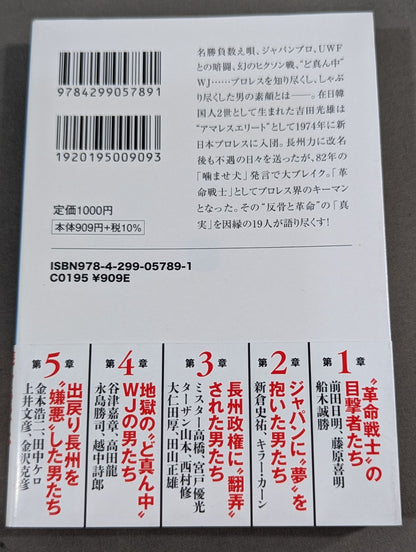 9784299057891
1920195009093
定価1000円
本体909円+税10%
名勝負数え唄、ジャパンプロ、UWF
との暗闘、幻のヒクソン戦、“ど真ん中”
WJ……プロレスを知り尽くし、しゃぶ
り尽くした男の素顔とは――。在日韓
国人2世として生まれた吉田光雄は
“アマレスエリート”として1974年に新
日本プロレスに入団。長州力に改名
後も不遇の日々を送ったが、82年の
「噛ませ犬」発言で大ブレイク。「革
命戦士」としてプロレス界のキーマン
となった。その“反骨と革命”の「真
実」を因縁の19人が語り尽くす!
ISBN978-4-299-05789-1
C0195 ¥909E
第1章
“革命戦士”の
目撃者たち
前田日明、藤原喜明
船木誠勝
第2章
ジャパンに“夢”を
抱いた男たち
新倉史祐、キラー・カーン
第3章
長州政権に“翻弄”
された男たち
ミスター高橋、宮戸優光
ターザン山本、西村修
大仁田厚、田山正雄
第4章
地獄の“ど真ん中”
WJの男たち
谷津嘉章、高田龍
永島勝司、越中詩郎
第5章
出戻り長州を
“嫌悪”した男たち
金本浩二、田中ケロ
上井文彦、金沢克彦